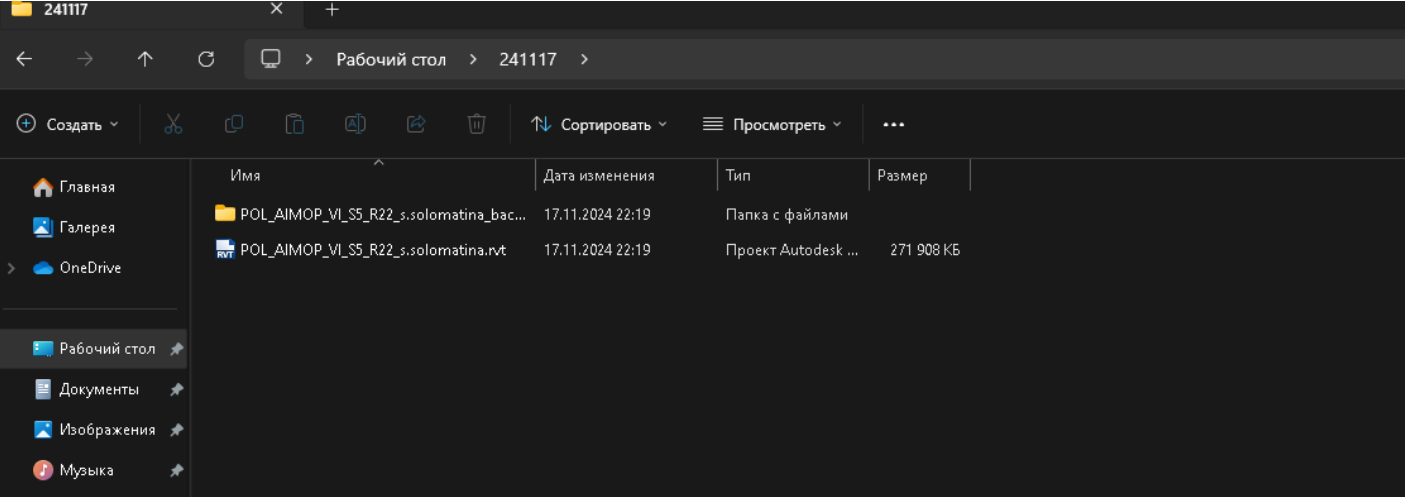 241117
Рабочий стол > 241117 >
Создать Сортировать Просмотреть ...
Имя Дата изменения Тип Размер
POL_AIMOP_VI_S5_R22_s.solomatina_bac... 17.11.2024 22:19 Папка с файлами
POL_AIMOP_VI_S5_R22_s.solomatina.rvt 17.11.2024 22:19 Проект Autodesk ... 271 908 КБ
Главная
Галерея
OneDrive
Рабочий стол
Документы
Изображения
Музыка